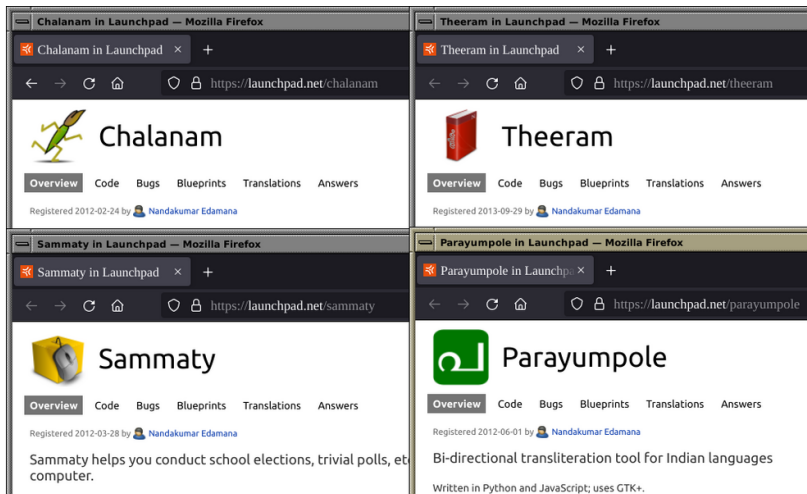 Chalanam in Launchpad — Mozilla Firefox
Chalanam in Launchpad × +
https://launchpad.net/chalanam
Chalanam
Overview Code Bugs Blueprints Translations Answers
Registered 2012-02-24 by Nandakumar Edamana
Theeram in Launchpad — Mozilla Firefox
Theeram in Launchpad × +
https://launchpad.net/theeram
Theeram
Overview Code Bugs Blueprints Translations Answers
Registered 2013-09-29 by Nandakumar Edamana
Sammaty in Launchpad — Mozilla Firefox
Sammaty in Launchpad × +
https://launchpad.net/sammaty
Sammaty
Overview Code Bugs Blueprints Translations Answers
Registered 2012-03-28 by Nandakumar Edamana
Sammaty helps you conduct school elections, trivial polls, etc
computer.
Parayumpole in Launchpad — Mozilla Firefox
Parayumpole in Launchpa × +
https://launchpad.net/parayumpole
പ
Parayumpole
Overview Code Bugs Blueprints Translations Answers
Registered 2012-06-01 by Nandakumar Edamana
Bi-directional transliteration tool for Indian languages
Written in Python and JavaScript; uses GTK+.